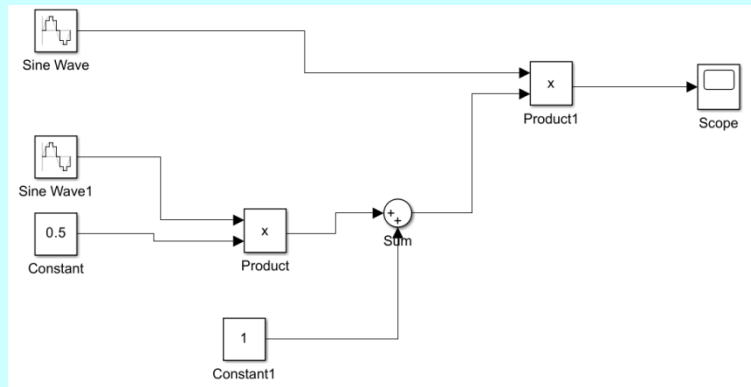 Sine Wave
x
Product1
Scope
Sine Wave1
0.5
Constant
x
Product
+
+
Sum
1
Constant1